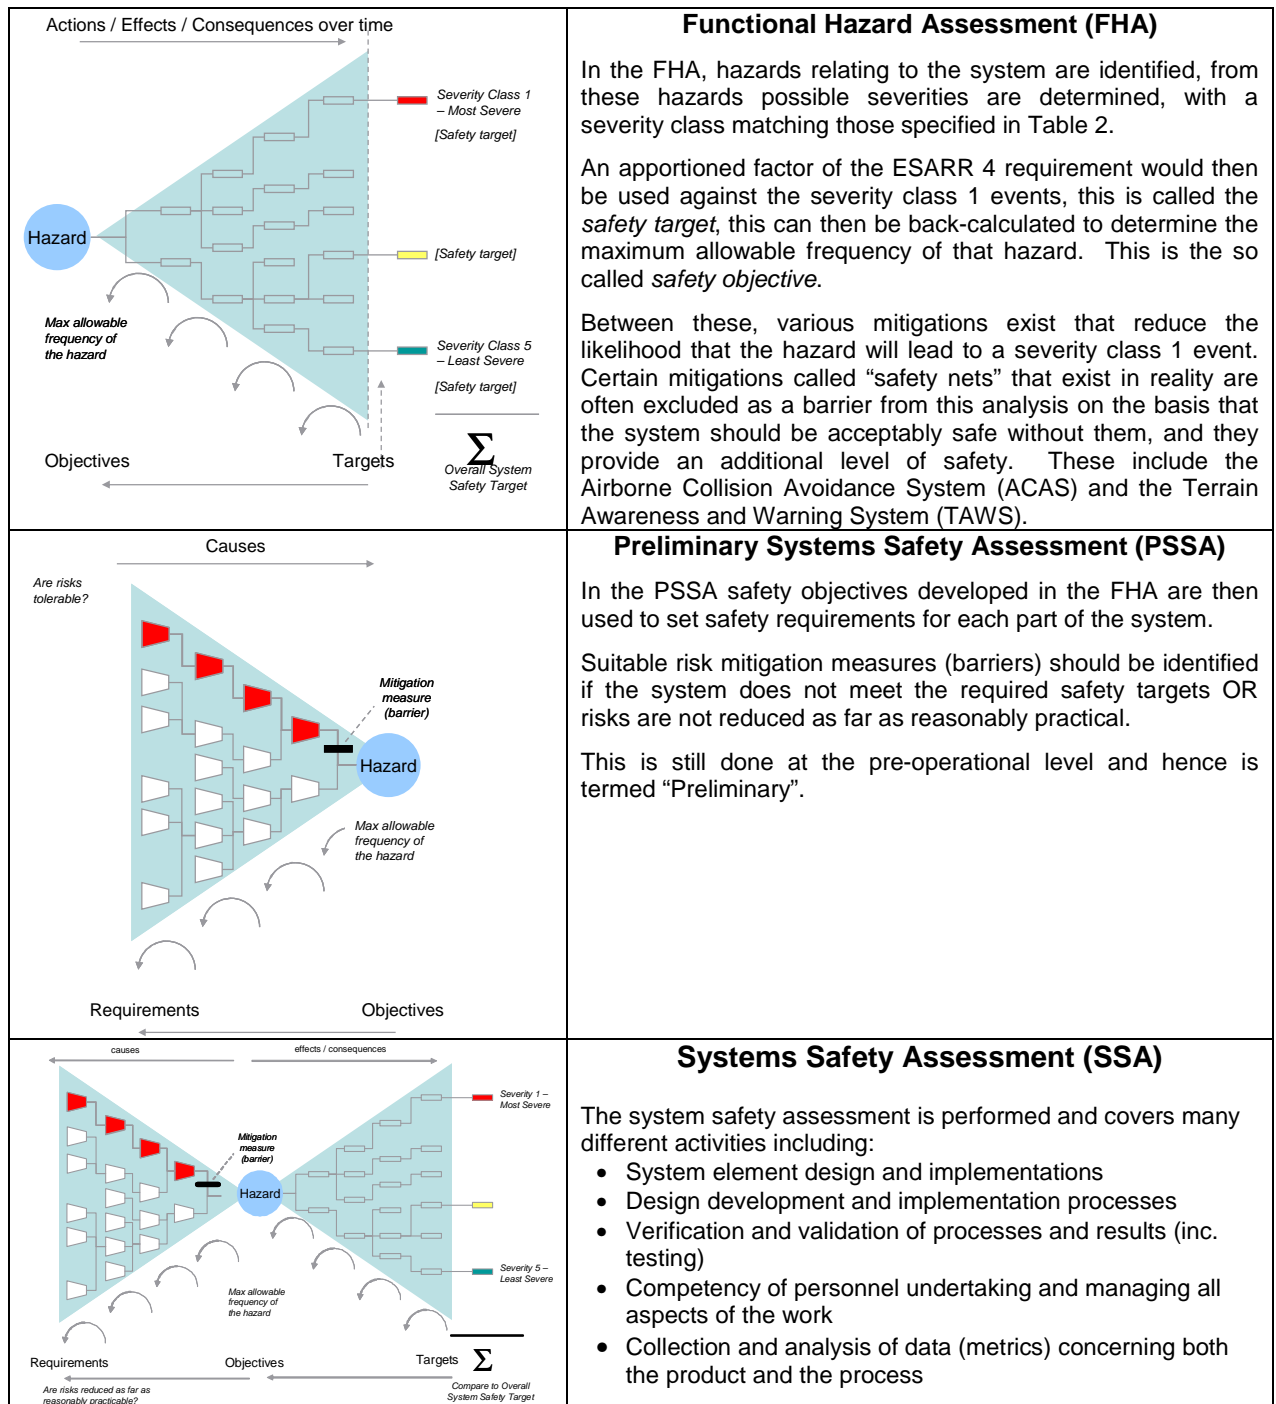 Actions / Effects / Consequences over time
Severity Class 1
– Most Severe
[Safety target]
Hazard
[Safety target]
Max allowable
frequency of
the hazard
Severity Class 5
– Least Severe
[Safety target]
Objectives
Targets
Σ
Overall System
Safety Target
Functional Hazard Assessment (FHA)
In the FHA, hazards relating to the system are identified, from
these hazards possible severities are determined, with a
severity class matching those specified in Table 2.
An apportioned factor of the ESARR 4 requirement would then
be used against the severity class 1 events, this is called the
safety target, this can then be back-calculated to determine the
maximum allowable frequency of that hazard. This is the so
called safety objective.
Between these, various mitigations exist that reduce the
likelihood that the hazard will lead to a severity class 1 event.
Certain mitigations called “safety nets” that exist in reality are
often excluded as a barrier from this analysis on the basis that
the system should be acceptably safe without them, and they
provide an additional level of safety. These include the
Airborne Collision Avoidance System (ACAS) and the Terrain
Awareness and Warning System (TAWS).
Causes
Are risks
tolerable?
Mitigation
measure
(barrier)
Hazard
Max allowable
frequency of
the hazard
Requirements
Objectives
Preliminary Systems Safety Assessment (PSSA)
In the PSSA safety objectives developed in the FHA are then
used to set safety requirements for each part of the system.
Suitable risk mitigation measures (barriers) should be identified
if the system does not meet the required safety targets OR
risks are not reduced as far as reasonably practical.
This is still done at the pre-operational level and hence is
termed “Preliminary”.
causes
effects / consequences
Severity 1 –
Most Severe
Mitigation
measure
(barrier)
Hazard
Severity 5 –
Least Severe
Max allowable
frequency of
the hazard
Requirements
Objectives
Targets
Σ
Are risks reduced as far as
reasonably practicable?
Compare to Overall
System Safety Target
Systems Safety Assessment (SSA)
The system safety assessment is performed and covers many
different activities including:
• System element design and implementations
• Design development and implementation processes
• Verification and validation of processes and results (inc.
testing)
• Competency of personnel undertaking and managing all
aspects of the work
• Collection and analysis of data (metrics) concerning both
the product and the process